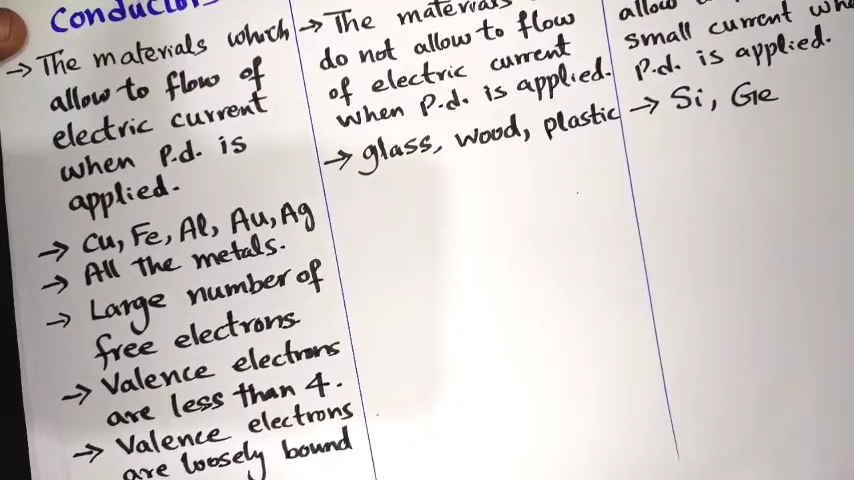 Conductors
→ The materials which
allow to flow of
electric current
when P.d. is
applied.
→ Cu, Fe, Al, Au, Ag
→ All the metals.
→ Large number of
free electrons
→ Valence electrons
are less than 4.
→ Valence electrons
are loosely bound
→ The materials
do not allow to flow
of electric current
when P.d. is applied.
→ glass, wood, plastic
allow
small current
P.d. is applied.
→ Si, Ge